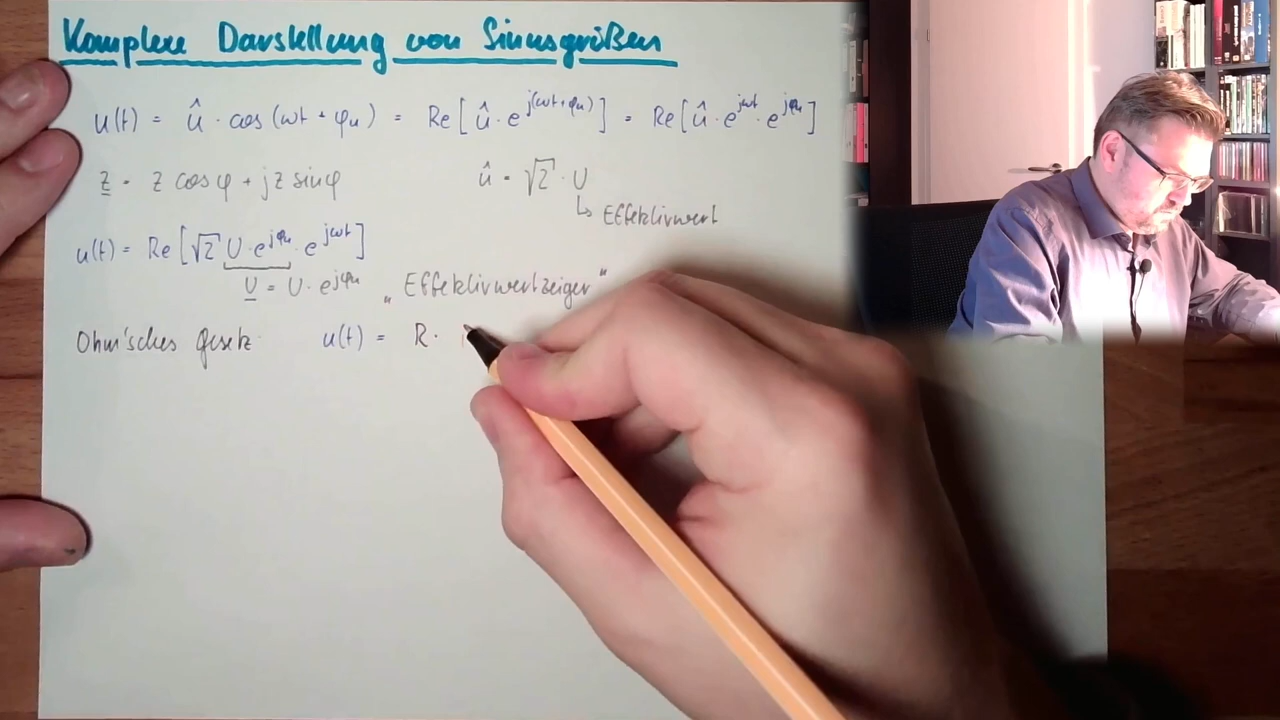 Komplexe Darstellung von Sinusgrößen
u(t) = û · cos (ωt + φu) = Re[û · e^j(ωt+φu)] = Re[û · e^jωt · e^jφu]
z = z cos φ + j z sin φ
û = √2 · U
↳ Effektivwert
u(t) = Re[√2 U · e^jφu · e^jωt]
U = U · e^jφu „Effektivwertzeiger"
Ohm'sches Gesetz: u(t) = R ·